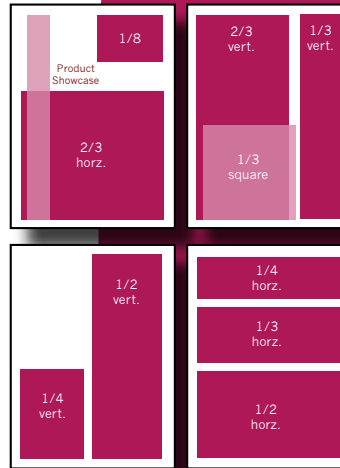 1/8
Product
Showcase
2/3
horz.
2/3
vert.
1/3
vert.
1/3
square
1/2
vert.
1/4
vert.
1/4
horz.
1/3
horz.
1/2
horz.